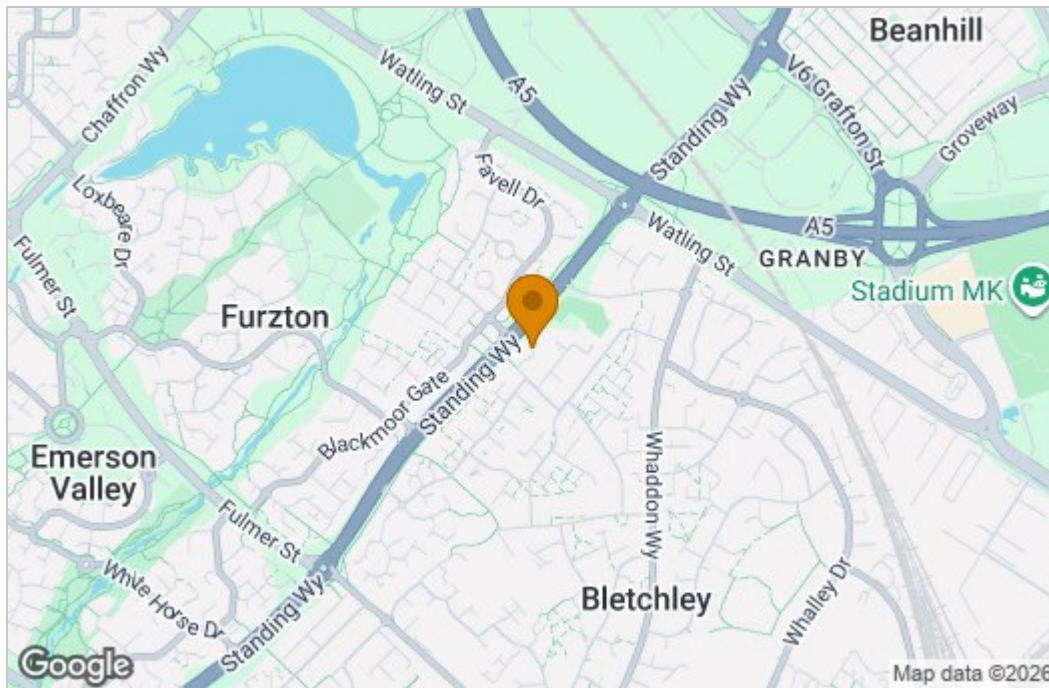 Beanhill
Chaffron Wy
Watling St
A5
Standing Wy
V6 Grafton St
Groveway
Favell Dr
Loxbeare Dr
Standing Wy
Watling St
A5
GRANBY
Fulmer St
Stadium MK
Furzton
Standing Wy
Blackmoor Gate
Emerson
Valley
Whaddon Wy
Fulmer St
White Horse Dr
Standing Wy
Bletchley
Whalley Dr
Google
Map data ©2026